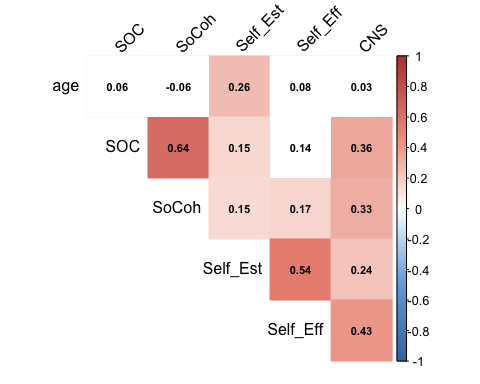 SOC SoCoh Self_Est Self_Eff CNS
age 0.06 -0.06 0.26 0.08 0.03
SOC 0.64 0.15 0.14 0.36
SoCoh 0.15 0.17 0.33
Self_Est 0.54 0.24
Self_Eff 0.43
1
0.8
0.6
0.4
0.2
0
-0.2
-0.4
-0.6
-0.8
-1